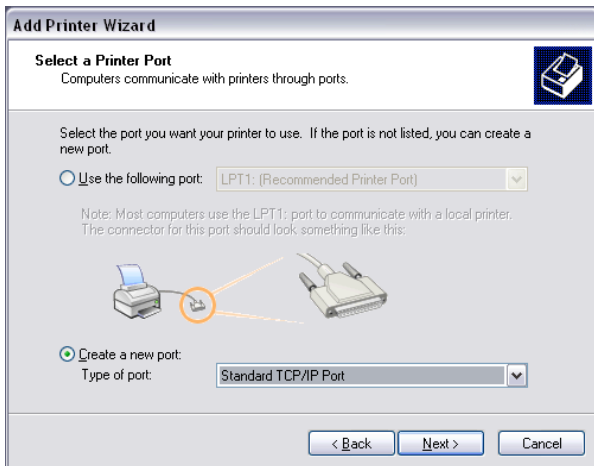 Add Printer Wizard
Select a Printer Port
Computers communicate with printers through ports.
Select the port you want your printer to use. If the port is not listed, you can create a
new port.
Use the following port: LPT1: (Recommended Printer Port)
Note: Most computers use the LPT1: port to communicate with a local printer.
The connector for this port should look something like this:
Create a new port:
Type of port: Standard TCP/IP Port
< Back Next > Cancel